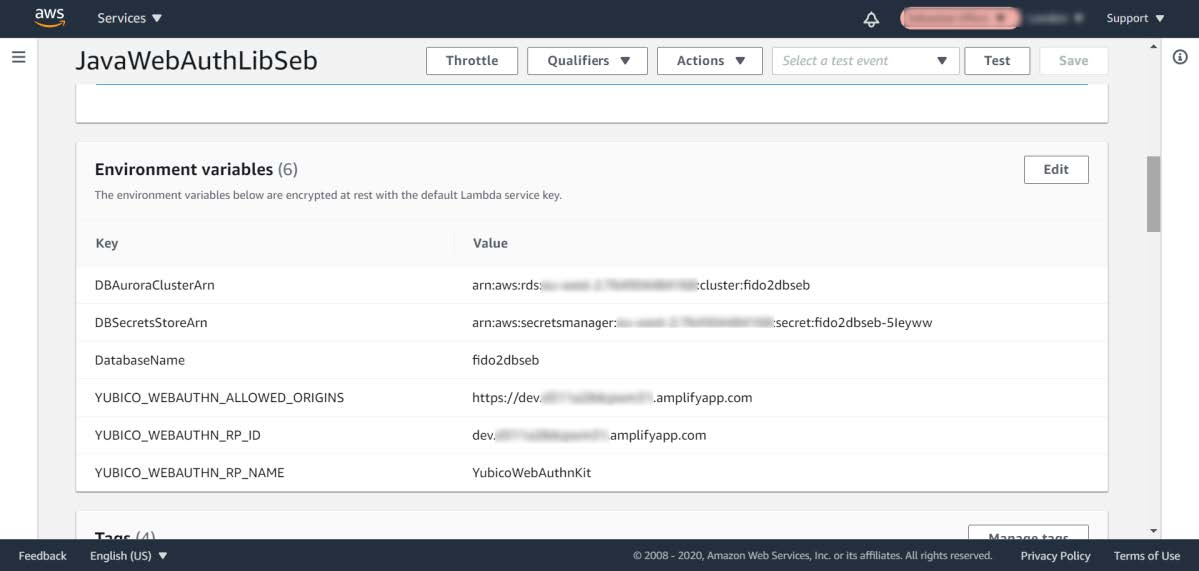 aws
Services
Support
JavaWebAuthLibSeb
Throttle
Qualifiers
Actions
Select a test event
Test
Save
Environment variables (6)
Edit
The environment variables below are encrypted at rest with the default Lambda service key.
Key Value
DBAuroraClusterArn arn:aws:rds: :cluster:fido2dbseb
DBSecretsStoreArn arn:aws:secretsmanager: :secret:fido2dbseb-5Ieyww
DatabaseName fido2dbseb
YUBICO_WEBAUTHN_ALLOWED_ORIGINS https://dev. .amplifyapp.com
YUBICO_WEBAUTHN_RP_ID dev. .amplifyapp.com
YUBICO_WEBAUTHN_RP_NAME YubicoWebAuthnKit
Tags (4)
Manage tags
Feedback English (US) © 2008 - 2020, Amazon Web Services, Inc. or its affiliates. All rights reserved. Privacy Policy Terms of Use